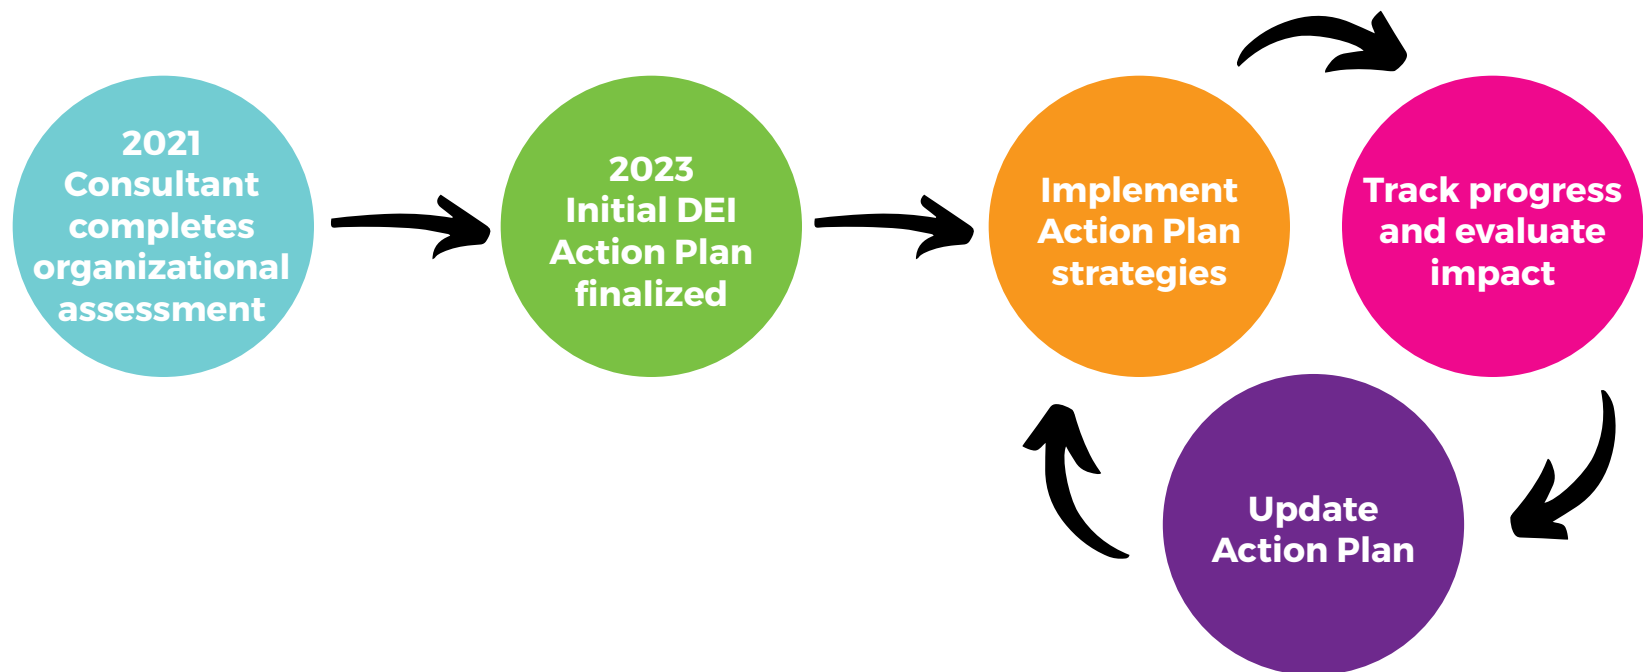 2021
Consultant
completes
organizational
assessment
2023
Initial DEI
Action Plan
finalized
Implement
Action Plan
strategies
Track progress
and evaluate
impact
Update
Action Plan